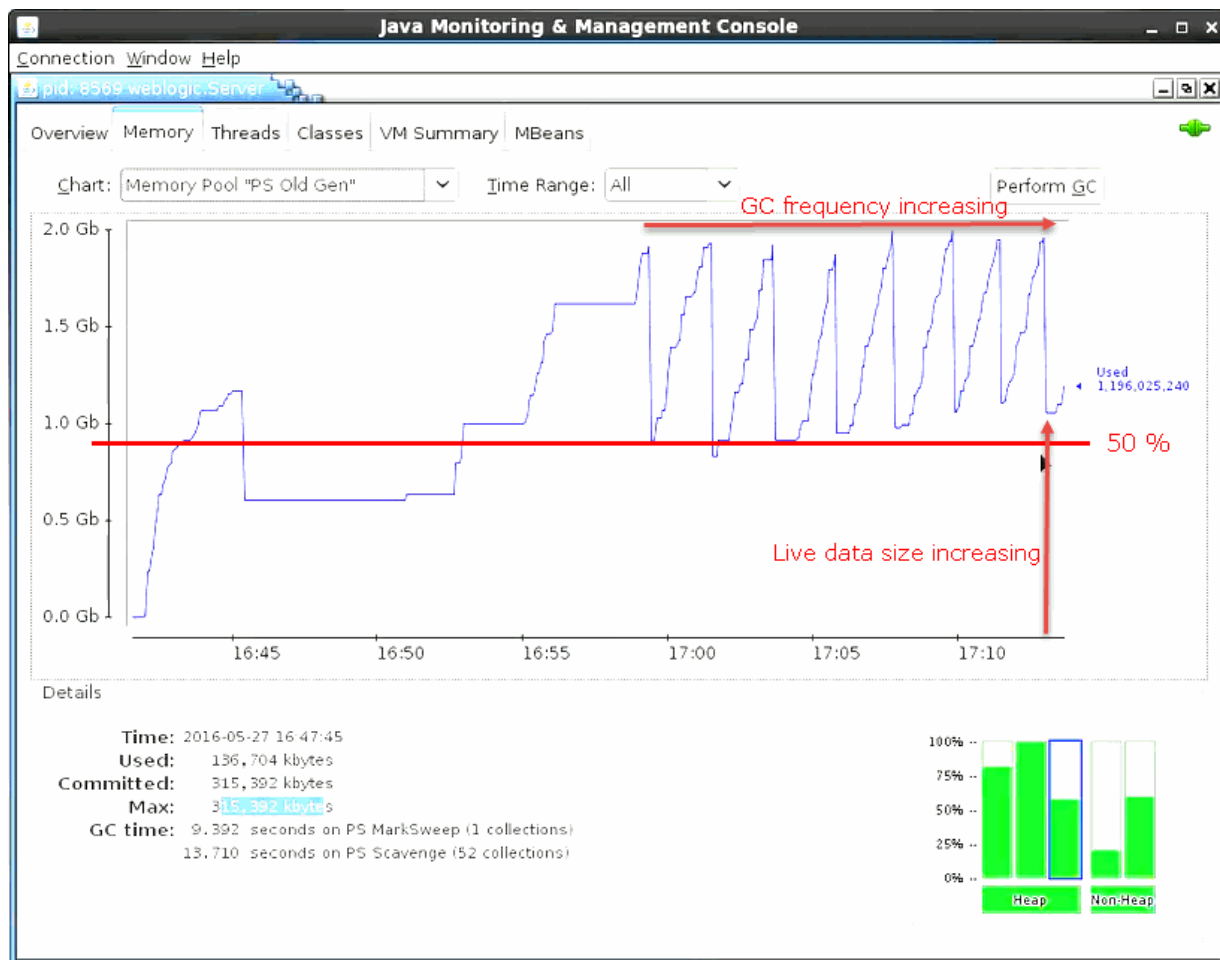 Java Monitoring & Management Console
Connection Window Help
pid: 8569 weblogic.Server
Overview Memory Threads Classes VM Summary MBeans
Chart: Memory Pool "PS Old Gen" Time Range: All Perform GC
GC frequency increasing
2.0 Gb
1.5 Gb
Used
1,196,025,240
1.0 Gb
50 %
0.5 Gb
Live data size increasing
0.0 Gb
16:45 16:50 16:55 17:00 17:05 17:10
Details
Time: 2016-05-27 16:47:45
Used: 136,704 kbytes
Committed: 315,392 kbytes
Max: 315,392 kbytes
GC time: 9.392 seconds on PS MarkSweep (1 collections)
13.710 seconds on PS Scavenge (52 collections)
100% --
75% --
50% --
25% --
0% --
Heap Non-Heap